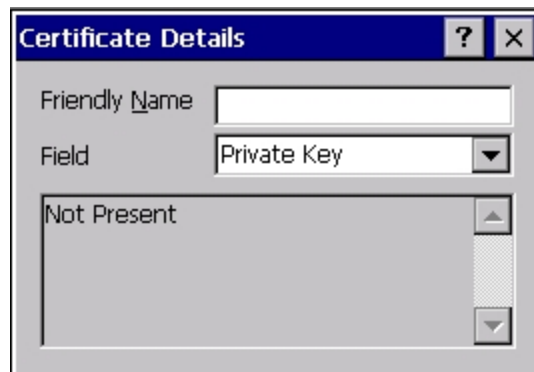 Certificate Details ? ×
Friendly Name
Field Private Key
Not Present